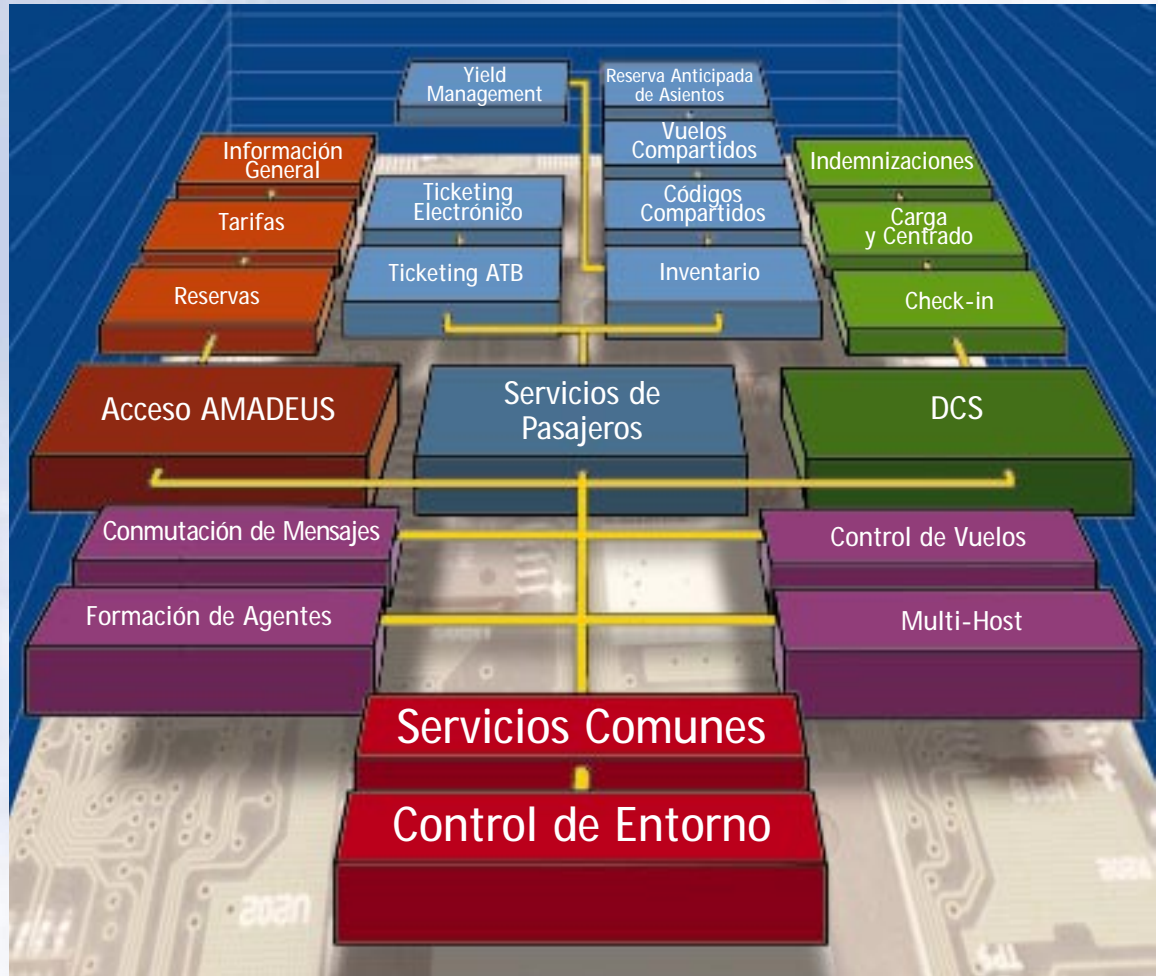 Yield
Management
Reserva Anticipada
de Asientos
Vuelos
Compartidos
Información
General
Indemnizaciones
Ticketing
Electrónico
Códigos
Compartidos
Tarifas
Carga
y Centrado
Ticketing ATB
Inventario
Reservas
Check-in
Acceso AMADEUS
Servicios de
Pasajeros
DCS
Conmutación de Mensajes
Control de Vuelos
Formación de Agentes
Multi-Host
Servicios Comunes
Control de Entorno